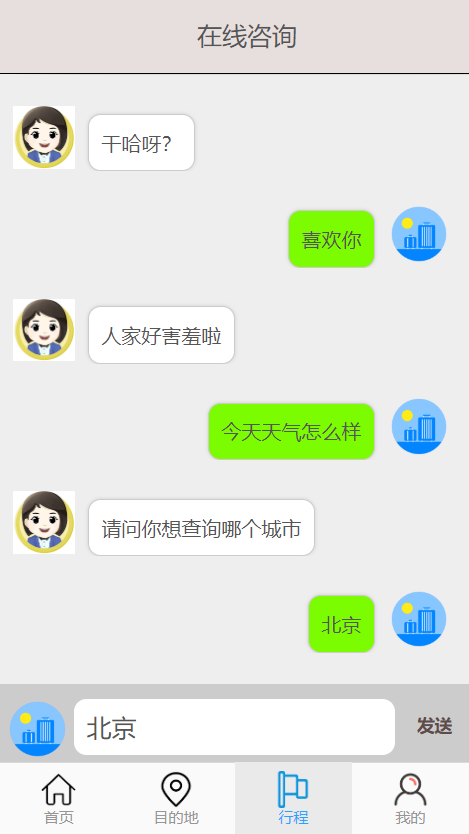 在线咨询
干哈呀?
喜欢你
人家好害羞啦
今天天气怎么样
请问你想查询哪个城市
北京
北京
发送
首页
目的地
行程
我的